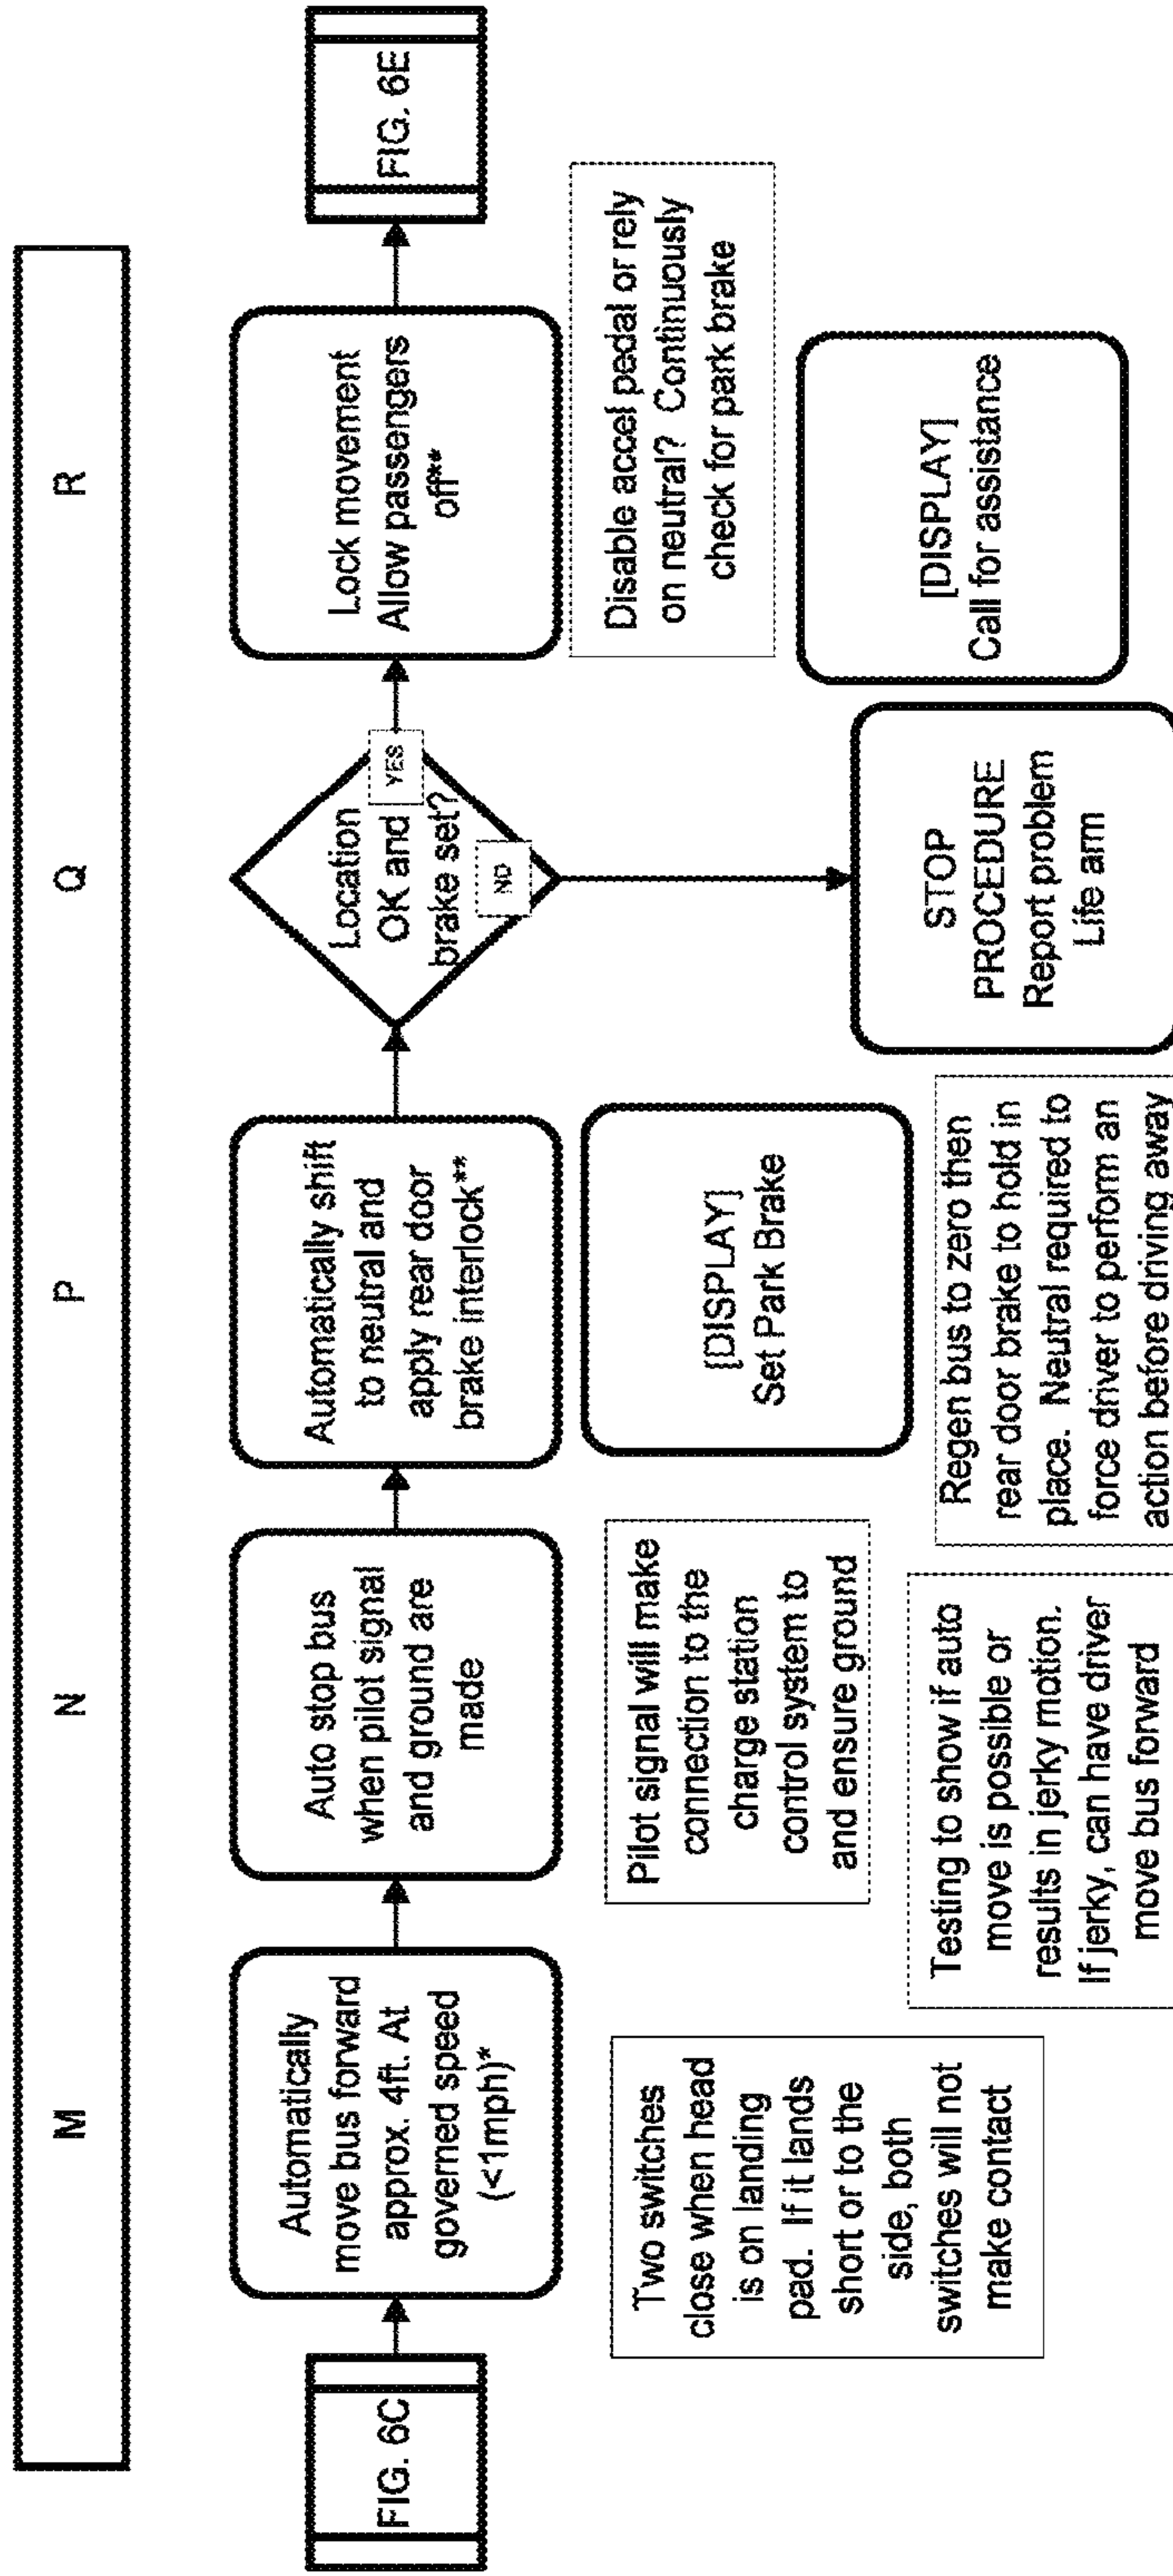 M N P Q R
FIG. 6C
Automatically
move bus forward
approx. 4ft. At
governed speed
(<1mph)*
Auto stop bus
when pilot signal
and ground are
made
Automatically shift
to neutral and
apply rear door
brake interlock**
Location
OK and
brake set?
YES
NO
Lock movement
Allow passengers
off**
FIG. 6E
Two switches
close when head
is on landing
pad. If it lands
short or to the
side, both
switches will not
make contact
Pilot signal will make
connection to the
charge station
control system to
and ensure ground
Testing to show if auto
move is possible or
results in jerky motion.
If jerky, can have driver
move bus forward
[DISPLAY]
Set Park Brake
Regen bus to zero then
rear door brake to hold in
place. Neutral required to
force driver to perform an
action before driving away
STOP
PROCEDURE
Report problem
Life arm
Disable accel pedal or rely
on neutral? Continuously
check for park brake
[DISPLAY]
Call for assistance